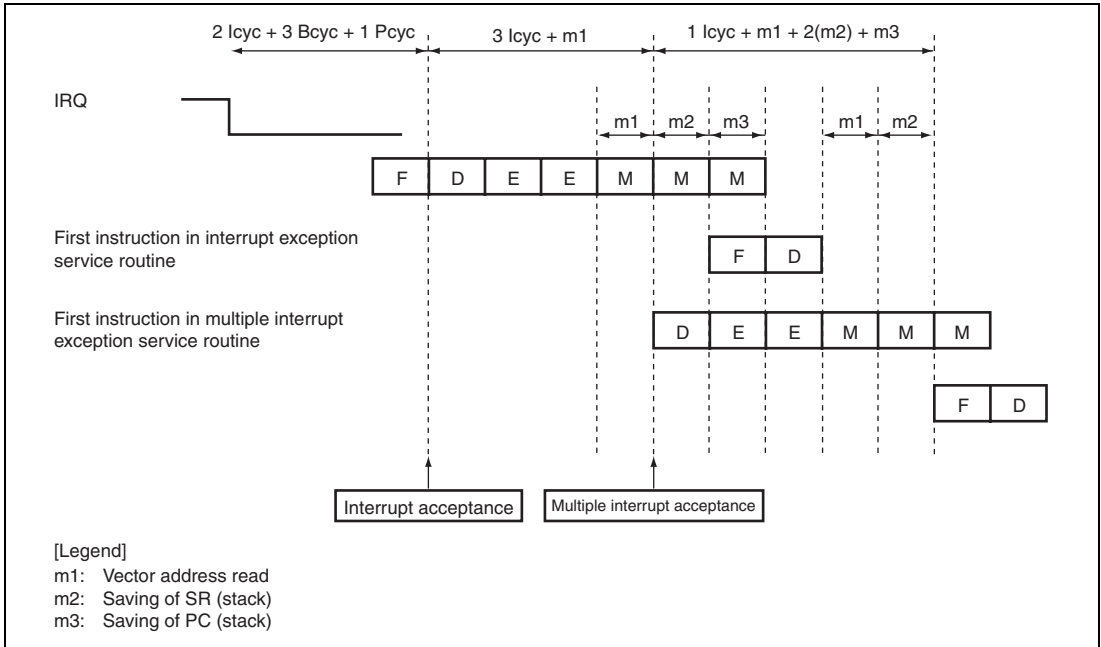 2 Icyc + 3 Bcyc + 1 Pcyc 3 Icyc + m1 1 Icyc + m1 + 2(m2) + m3
IRQ
m1 m2 m3 m1 m2
F D E E M M M
First instruction in interrupt exception
service routine
F D
First instruction in multiple interrupt
exception service routine
D E E M M M
F D
Interrupt acceptance Multiple interrupt acceptance
[Legend]
m1: Vector address read
m2: Saving of SR (stack)
m3: Saving of PC (stack)